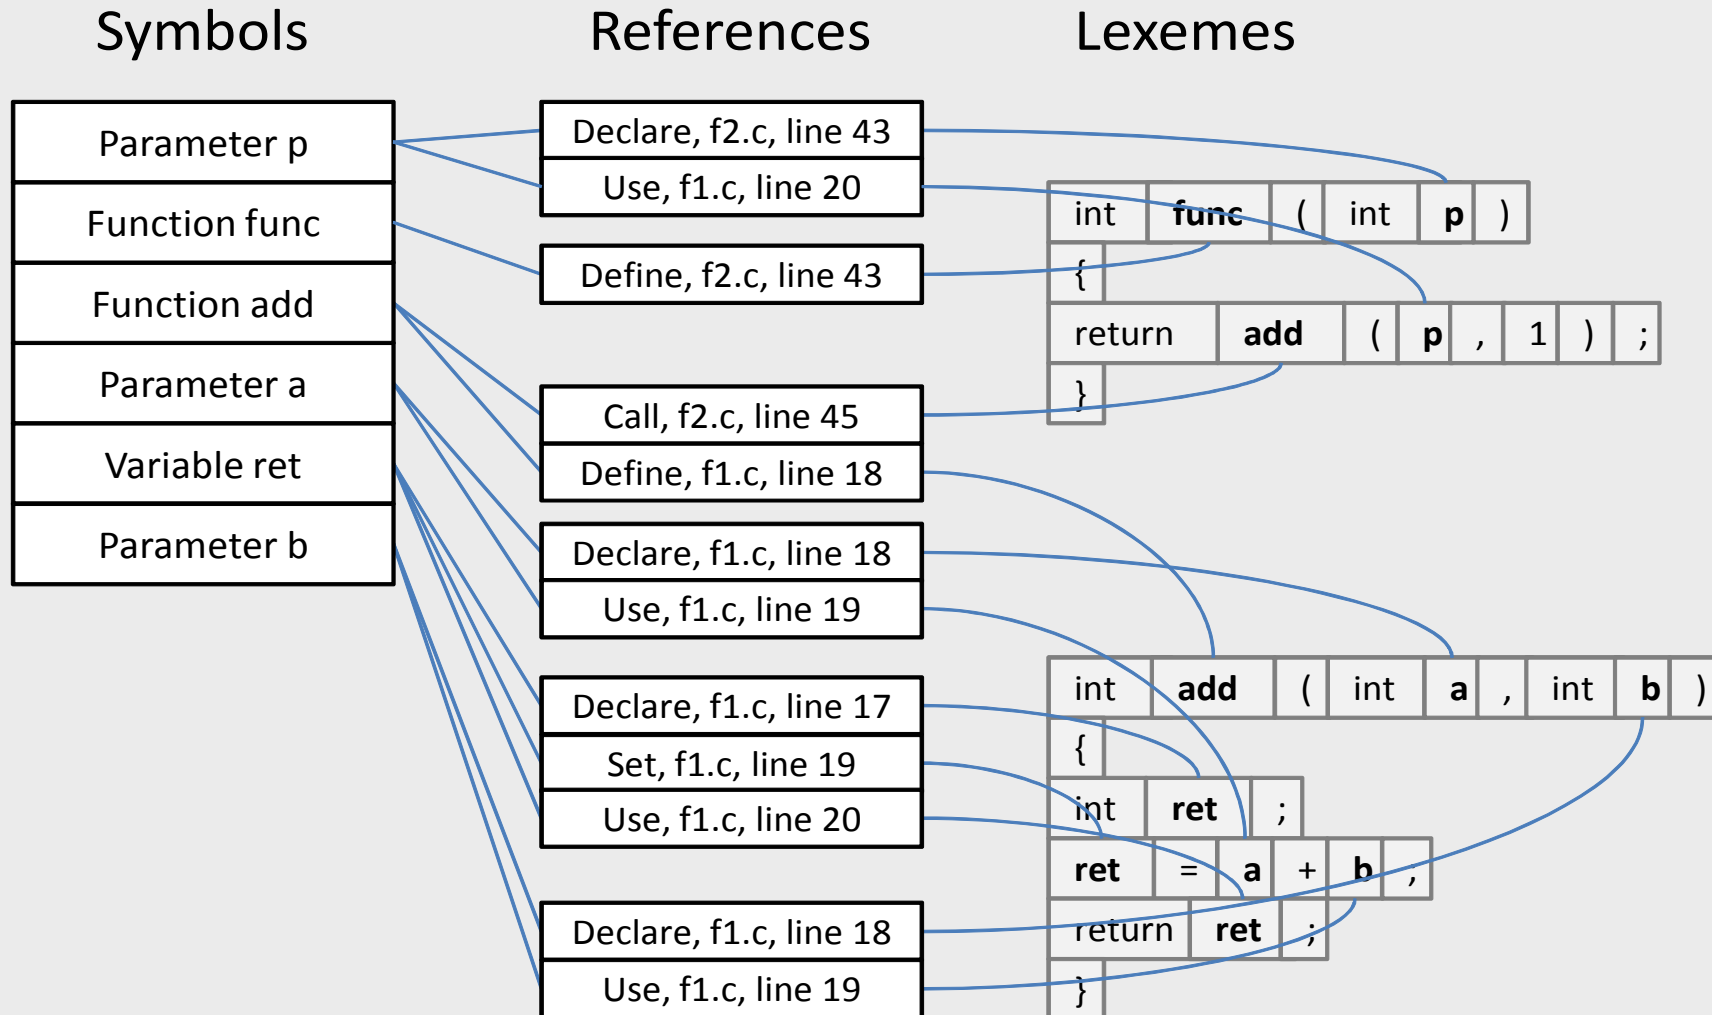 Symbols References Lexemes
Parameter p
Function func
Function add
Parameter a
Variable ret
Parameter b
Declare, f2.c, line 43
Use, f1.c, line 20
Define, f2.c, line 43
Call, f2.c, line 45
Define, f1.c, line 18
Declare, f1.c, line 18
Use, f1.c, line 19
Declare, f1.c, line 17
Set, f1.c, line 19
Use, f1.c, line 20
Declare, f1.c, line 18
Use, f1.c, line 19
int func ( int p )
{
return add ( p , 1 ) ;
}
int add ( int a , int b )
{
int ret ;
ret = a + b ;
return ret ;
}